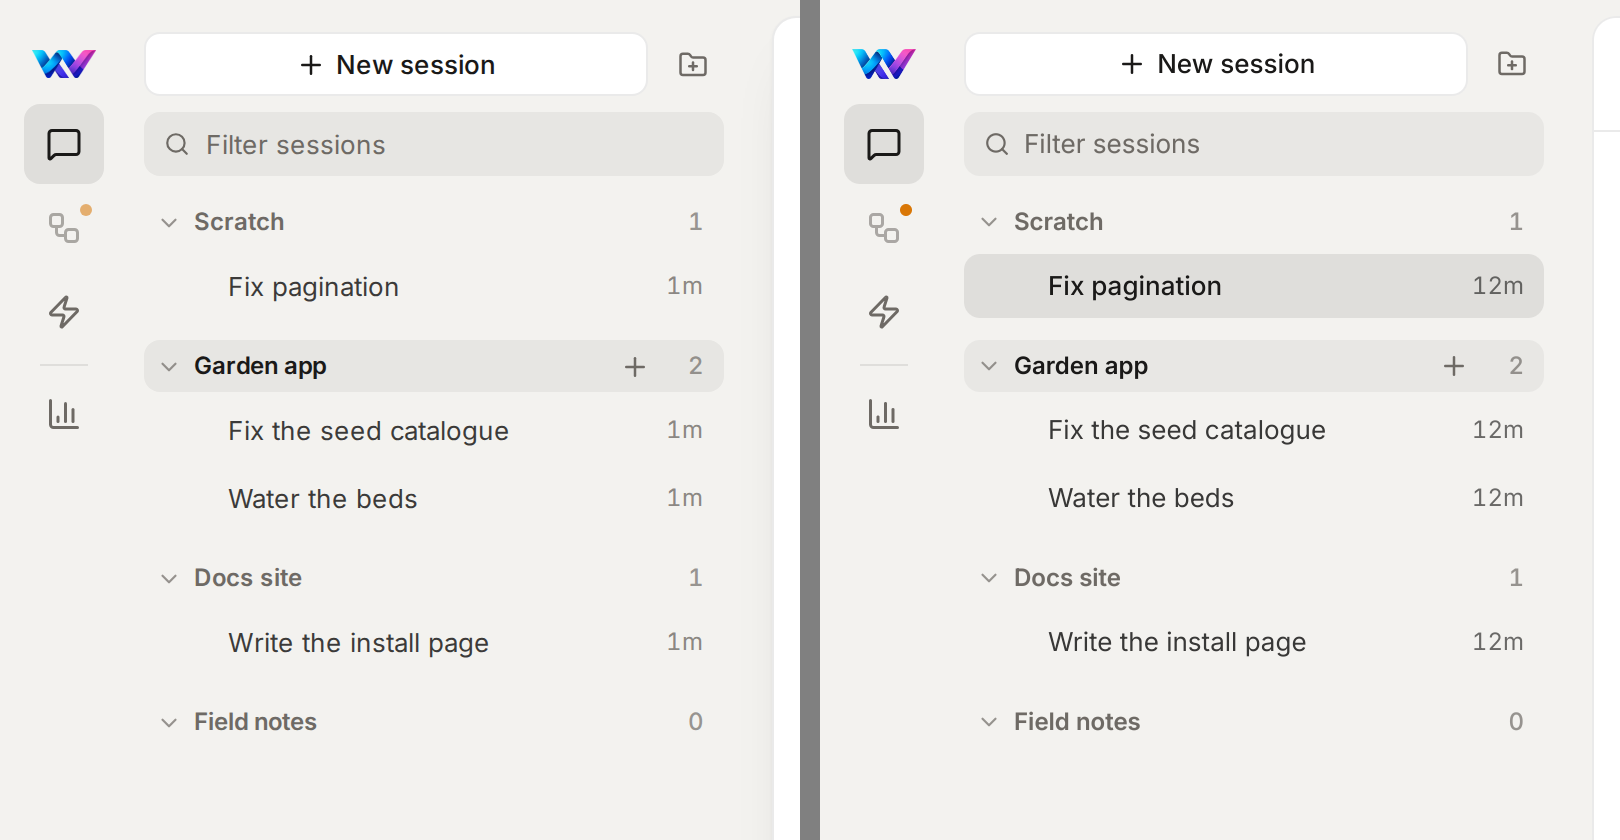 New session
Filter sessions
Scratch 1
Fix pagination 1m
Garden app 2
Fix the seed catalogue 1m
Water the beds 1m
Docs site 1
Write the install page 1m
Field notes 0
New session
Filter sessions
Scratch 1
Fix pagination 12m
Garden app 2
Fix the seed catalogue 12m
Water the beds 12m
Docs site 1
Write the install page 12m
Field notes 0